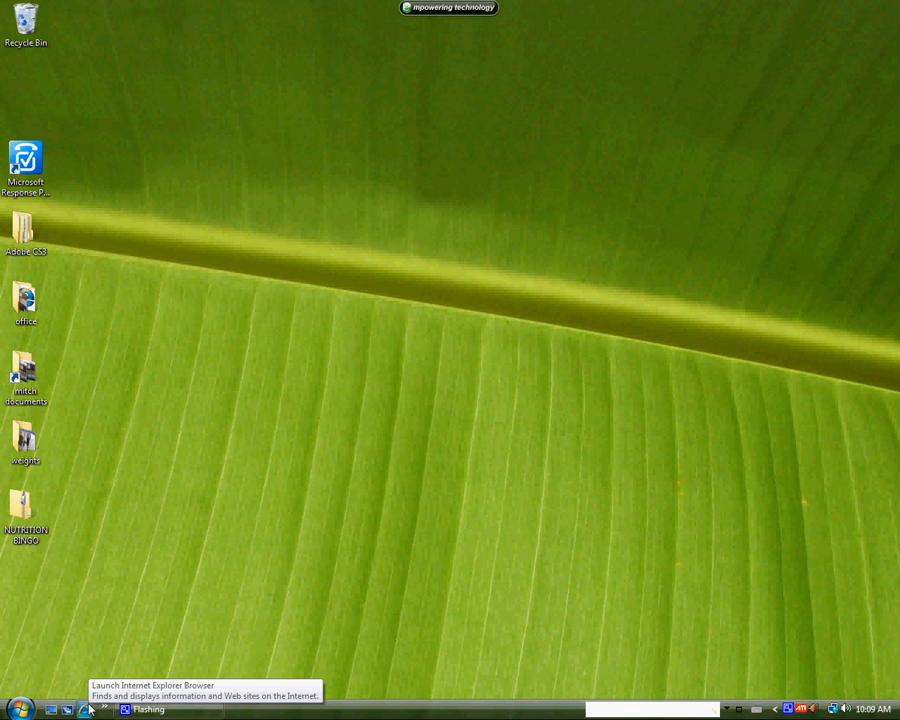 mpowering technology
Recycle Bin
Microsoft
Response P...
Adobe CS3
office
mitch
documents
weights
NUTRITION
BINGO
Launch Internet Explorer Browser
Finds and displays information and Web sites on the Internet.
Flashing
ATI
10:09 AM